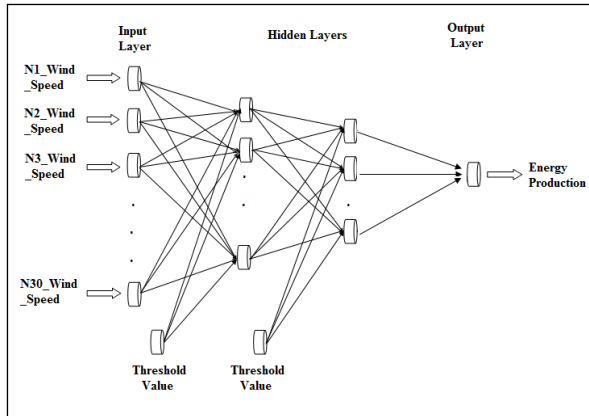 Input
Layer
Hidden Layers
Output
Layer
N1_Wind
_Speed
N2_Wind
_Speed
N3_Wind
_Speed
N30_Wind
_Speed
Energy
Production
Threshold
Value
Threshold
Value